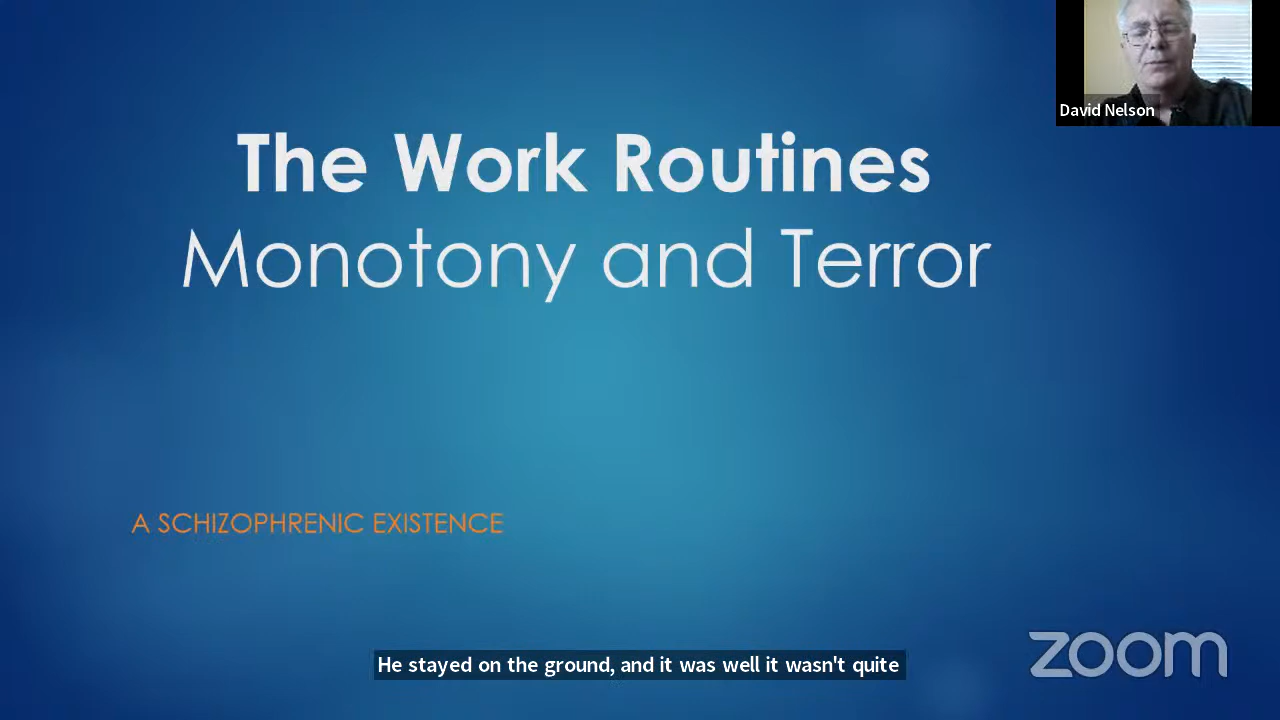 David Nelson
The Work Routines
Monotony and Terror
A SCHIZOPHRENIC EXISTENCE
He stayed on the ground, and it was well it wasn't quite
zoom